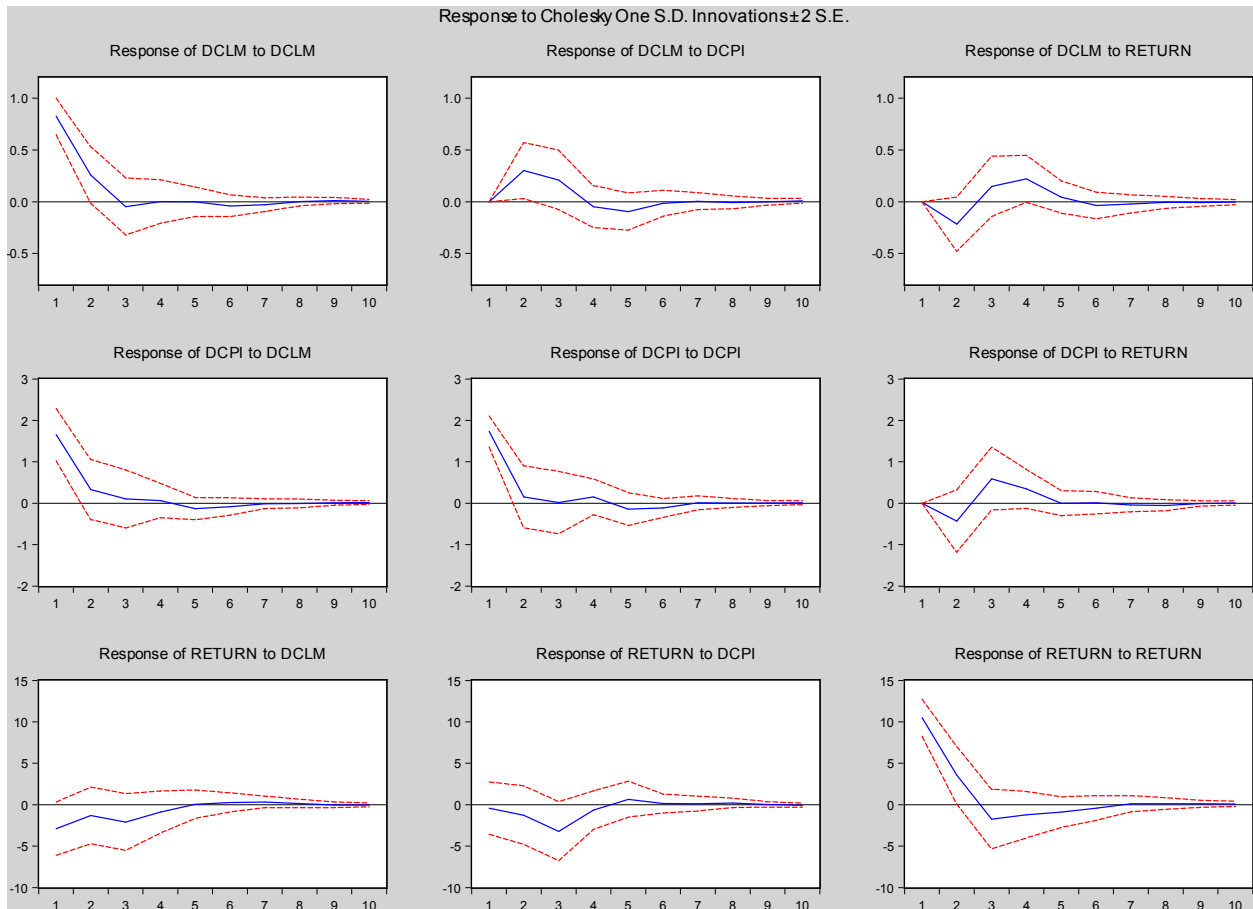 Response to Cholesky One S.D. Innovations ± 2 S.E.
Response of DCLM to DCLM
1.0
0.5
0.0
-0.5
1 2 3 4 5 6 7 8 9 10
Response of DCLM to DCPI
1.0
0.5
0.0
-0.5
1 2 3 4 5 6 7 8 9 10
Response of DCLM to RETURN
1.0
0.5
0.0
-0.5
1 2 3 4 5 6 7 8 9 10
Response of DCPI to DCLM
3
2
1
0
-1
-2
1 2 3 4 5 6 7 8 9 10
Response of DCPI to DCPI
3
2
1
0
-1
-2
1 2 3 4 5 6 7 8 9 10
Response of DCPI to RETURN
3
2
1
0
-1
-2
1 2 3 4 5 6 7 8 9 10
Response of RETURN to DCLM
15
10
5
0
-5
-10
1 2 3 4 5 6 7 8 9 10
Response of RETURN to DCPI
15
10
5
0
-5
-10
1 2 3 4 5 6 7 8 9 10
Response of RETURN to RETURN
15
10
5
0
-5
-10
1 2 3 4 5 6 7 8 9 10